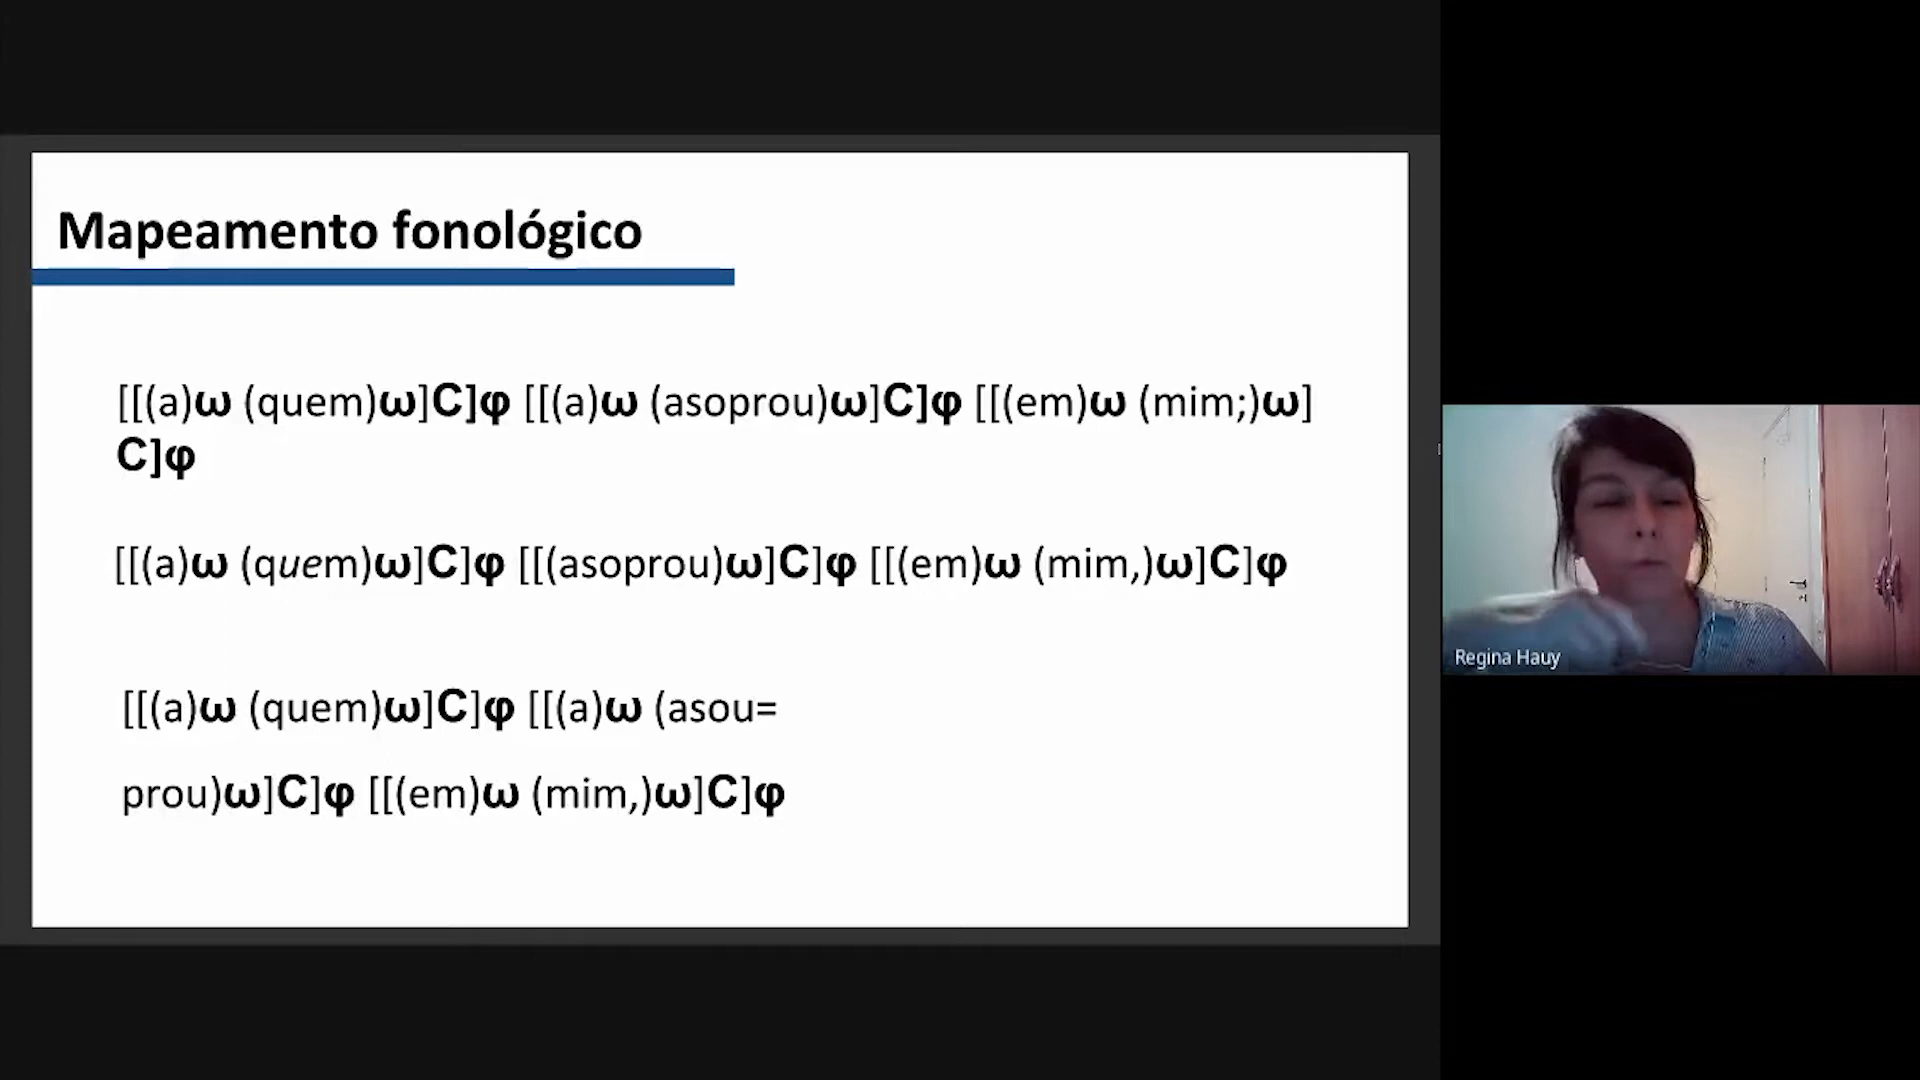 Mapeamento fonológico
[[(a)ω (quem)ω]C]φ [[(a)ω (asoprou)ω]C]φ [[(em)ω (mim;)ω]
C]φ
[[(a)ω (quem)ω]C]φ [[(asoprou)ω]C]φ [[(em)ω (mim,)ω]C]φ
[[(a)ω (quem)ω]C]φ [[(a)ω (asou=
prou)ω]C]φ [[(em)ω (mim,)ω]C]φ
Regina Hauy